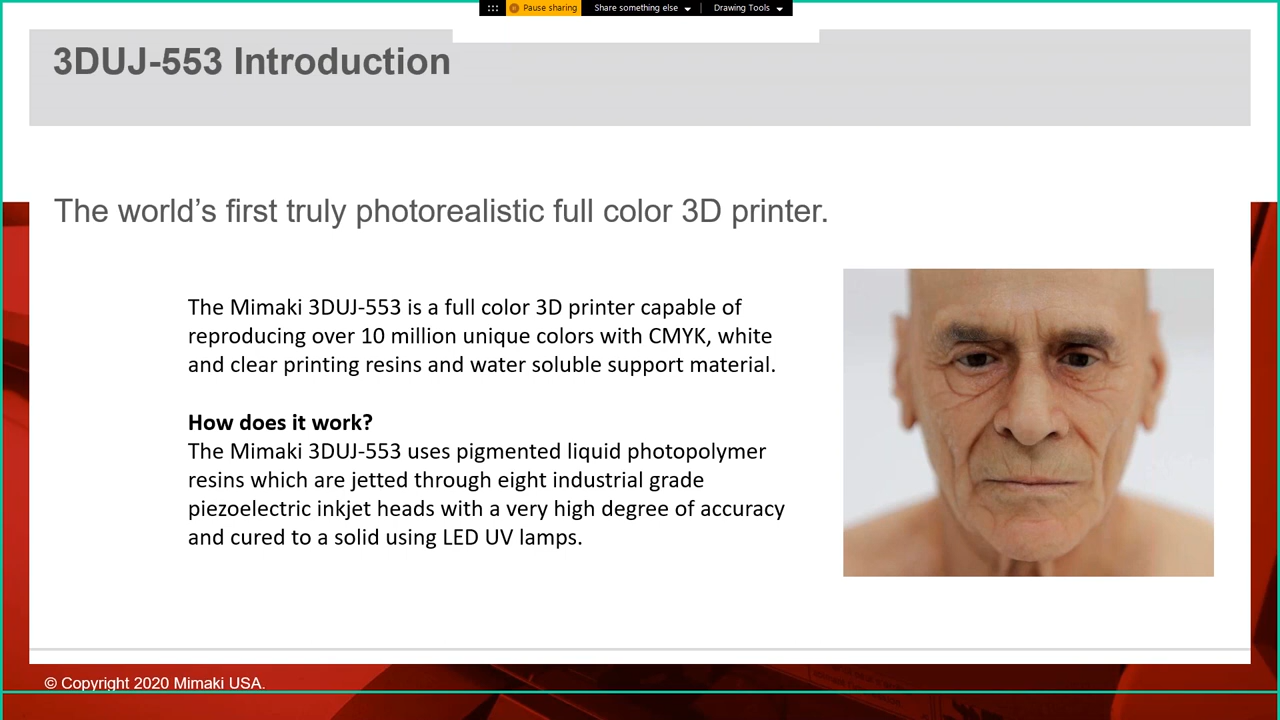 Pause sharing
Share something else
Drawing Tools
3DUJ-553 Introduction
The world’s first truly photorealistic full color 3D printer.
The Mimaki 3DUJ-553 is a full color 3D printer capable of
reproducing over 10 million unique colors with CMYK, white
and clear printing resins and water soluble support material.
How does it work?
The Mimaki 3DUJ-553 uses pigmented liquid photopolymer
resins which are jetted through eight industrial grade
piezoelectric inkjet heads with a very high degree of accuracy
and cured to a solid using LED UV lamps.
© Copyright 2020 Mimaki USA.